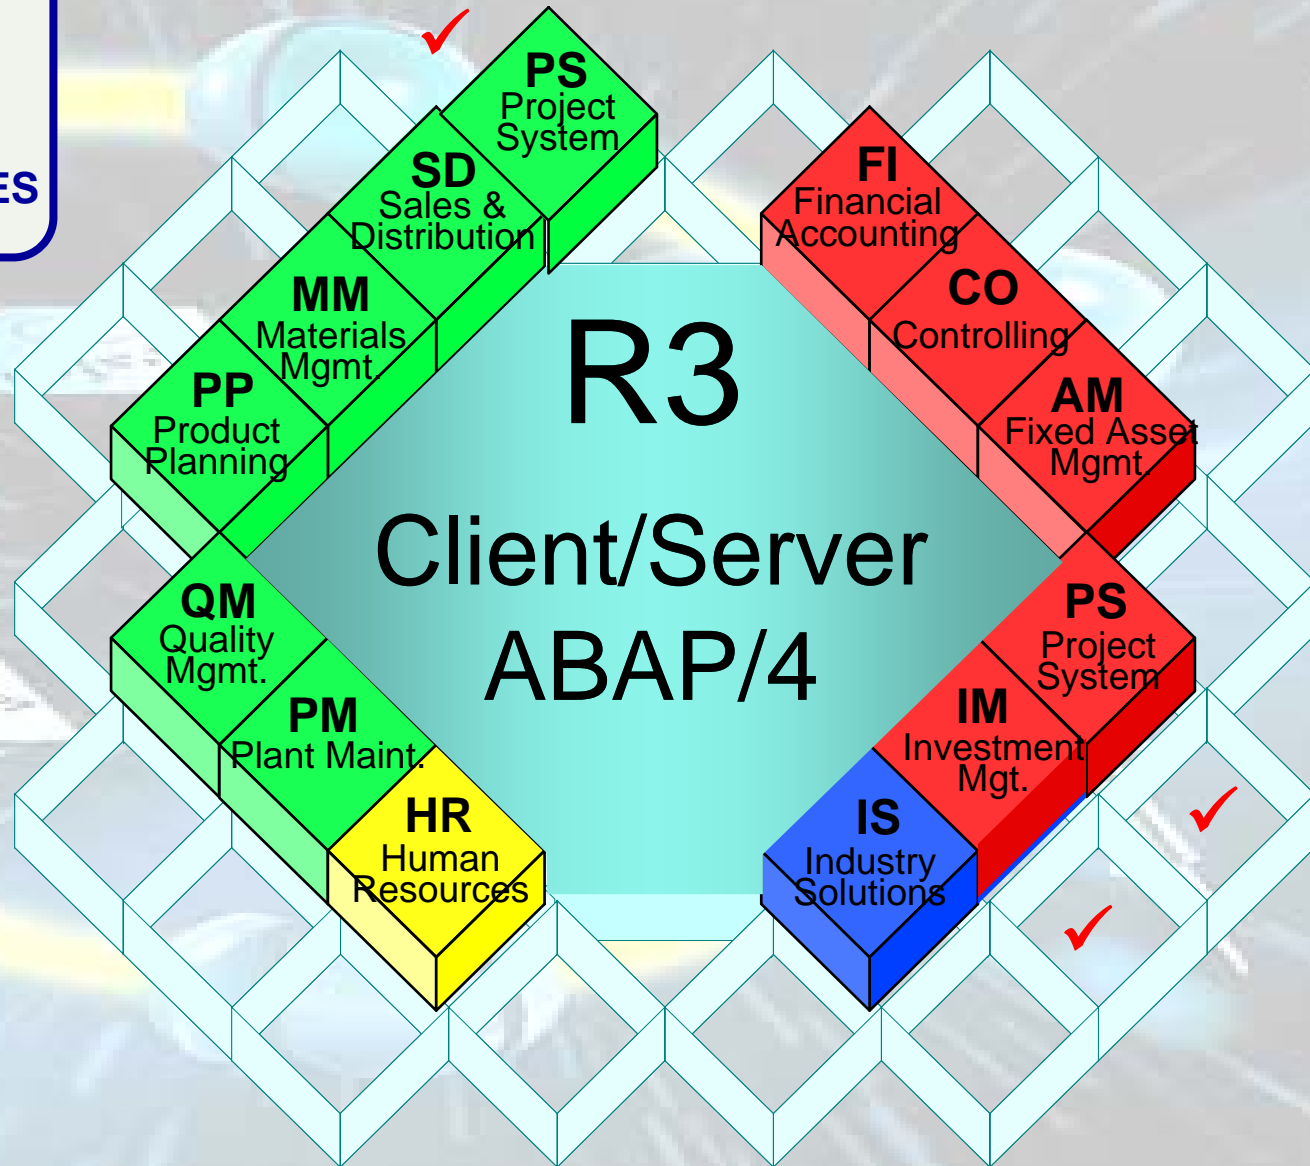 ES
PS
Project
System
SD
Sales &
Distribution
MM
Materials
Mgmt.
PP
Product
Planning
QM
Quality
Mgmt.
PM
Plant Maint.
HR
Human
Resources
R3
Client/Server
ABAP/4
FI
Financial
Accounting
CO
Controlling
AM
Fixed Asset
Mgmt.
PS
Project
System
IM
Investment
Mgt.
IS
Industry
Solutions